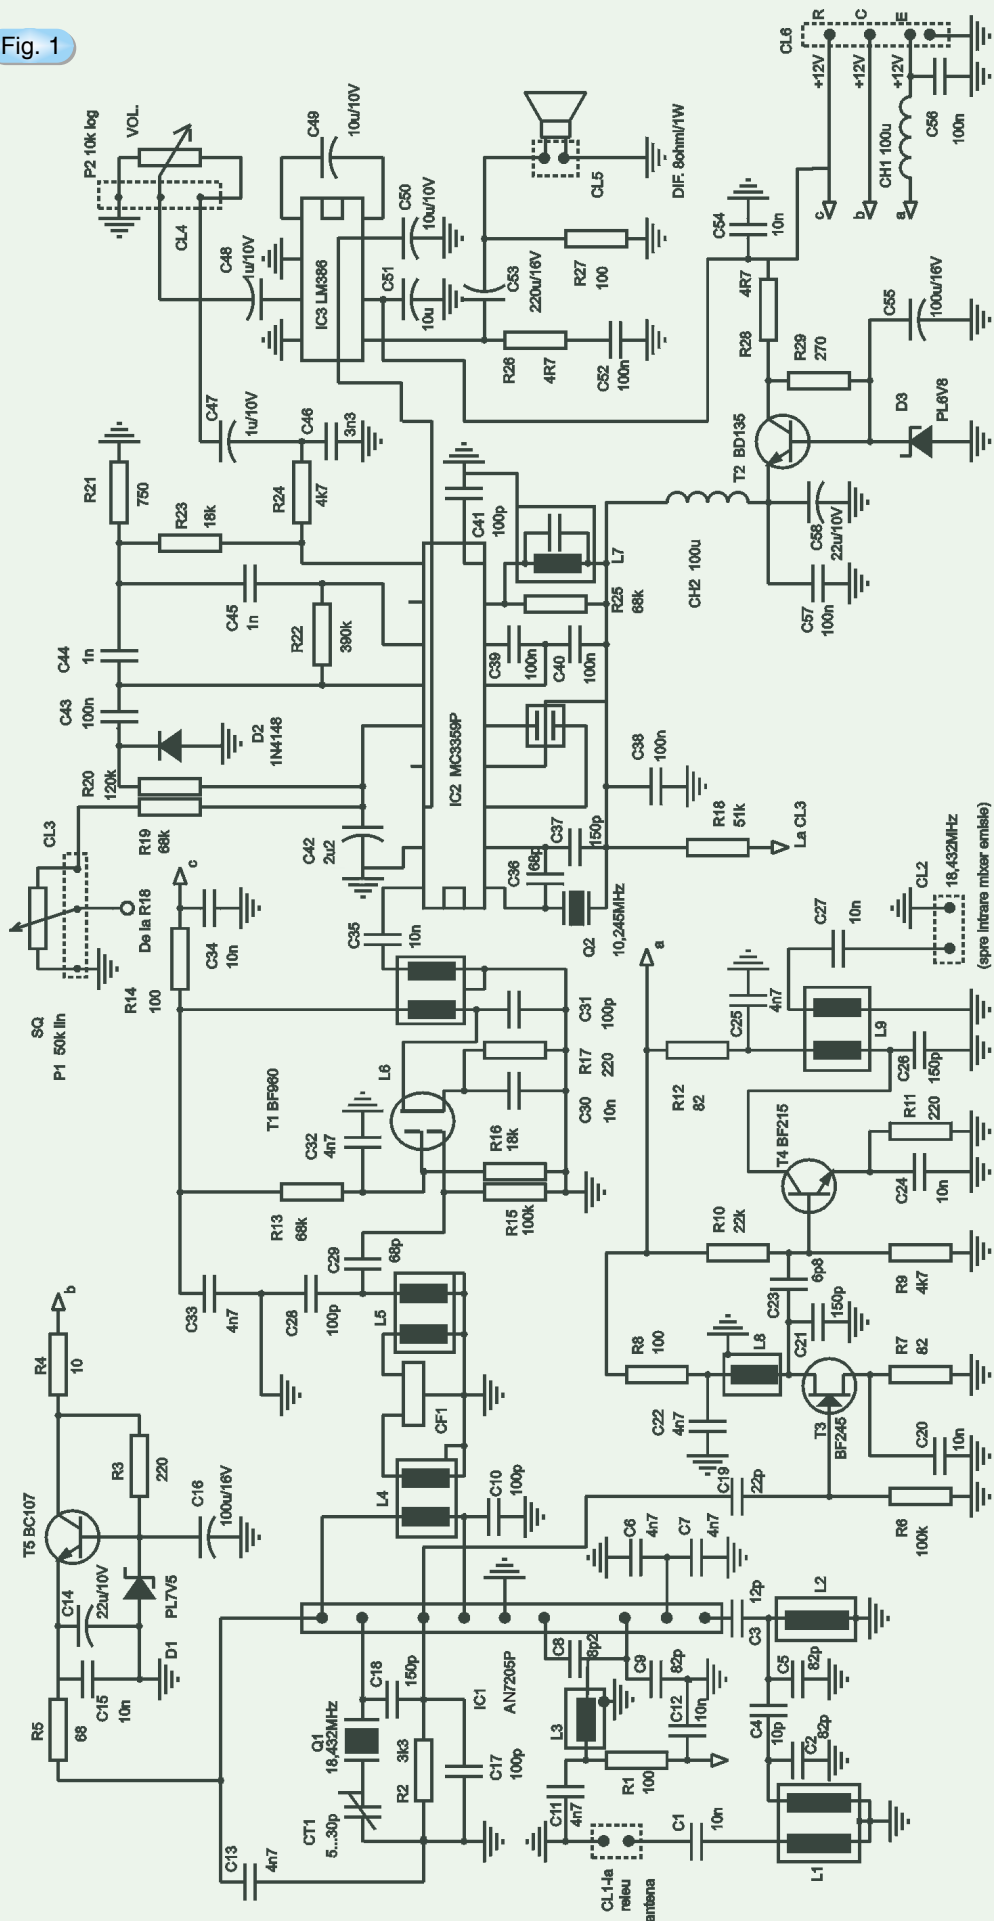 Fig. 1
P2 10k log
VOL.
CL4
C48
1u/10V
C49
10u/10V
IC3 LM386
C50
10u/10V
C51
10u
C53
220u/16V
CL5
DIF. 8ohmi/1W
R27
100
R26
4R7
C52
100n
CL6
R
C
E
+12V
+12V
+12V
C56
100n
CH1 100u
c
b
a
C54
10n
R28
4R7
R29
270
C55
100u/16V
D3
PL6V8
T2 BD135
C58
22u/10V
C57
100n
CH2 100u
R21
750
R23
18k
C47
1u/10V
C46
3n3
R24
4k7
C45
1n
R22
390k
C44
1n
C43
100n
D2
1N4148
R20
120k
R19
68k
C42
2u2
CL3
SQ
P1 50k lin
De la R18
C41
100p
L7
R25
68k
C39
100n
C40
100n
IC2 MC3359P
C38
100n
C37
150p
C36
68p
Q2
10,245MHz
R18
51k
La CL3
C35
10n
c
C34
10n
R14
100
T1 BF960
L6
C31
100p
R17
220
C30
10n
R16
18k
R15
100k
C32
4n7
R13
68k
C29
68p
C33
4n7
C28
100p
L5
CF1
L4
C10
100p
a
CL2
18,432MHz
(spre intrare mixer emisie)
C27
10n
C25
4n7
L9
C26
150p
R12
82
R11
220
C24
10n
T4 BF215
R10
22k
R9
4k7
C23
6p8
C21
150p
L8
R8
100
C22
4n7
T3
BF245
R7
82
C20
10n
C19
22p
R6
100k
b
R4
10
R3
220
C16
100u/16V
T5 BC107
C14
22u/10V
PL7V5
D1
C15
10n
R5
68
C6
4n7
C7
4n7
C13
4n7
Q1
18,432MHz
CT1
5...30p
C18
150p
R2
3k3
C17
100p
IC1
AN7205P
C8
8p2
C9
82p
L3
C12
10n
R1
100
C11
4n7
CL1-la
releu
antena
C1
10n
C3
12p
L2
C5
82p
C4
10p
C2
82p
L1